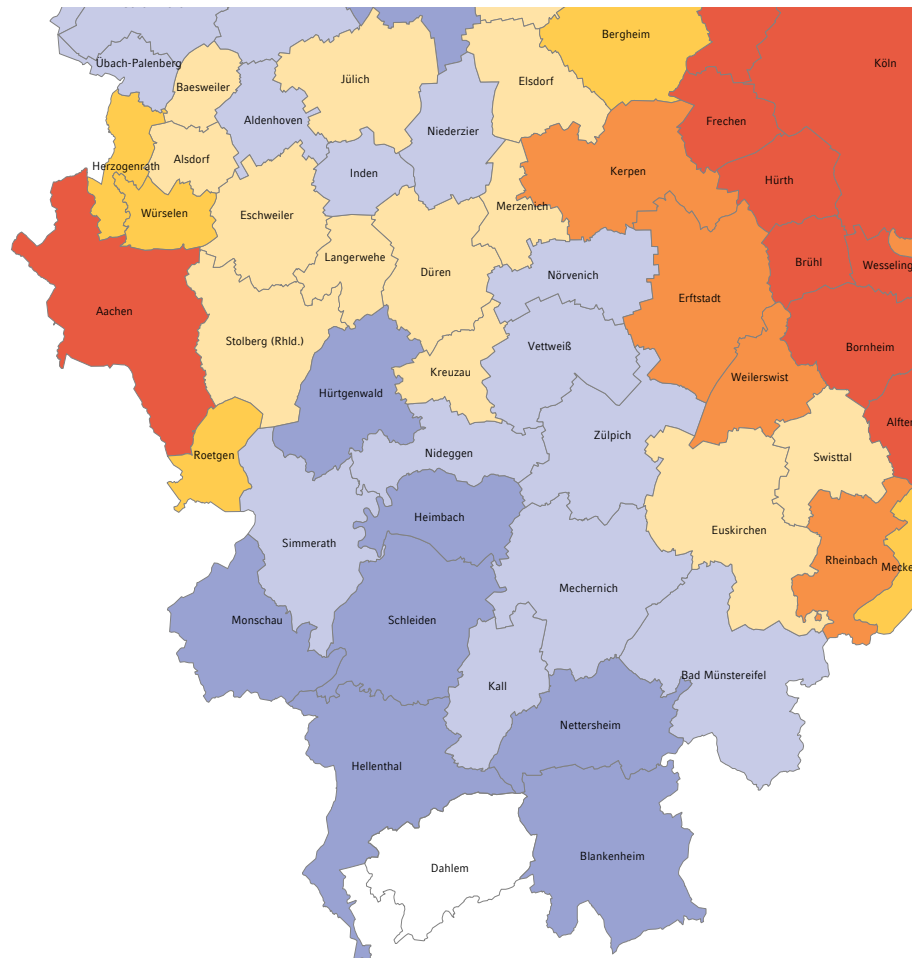 Bergheim
Köln
Übach-Palenberg
Jülich
Elsdorf
Baesweiler
Aldenhoven
Frechen
Niederzier
Alsdorf
Herzogenrath
Inden
Kerpen
Hürth
Merzenich
Würselen
Eschweiler
Langerwehe
Brühl
Wesseling
Düren
Nörvenich
Erftstadt
Aachen
Stolberg (Rhld.)
Vettweiß
Bornheim
Kreuzau
Weilerswist
Hürtgenwald
Alfter
Zülpich
Roetgen
Nideggen
Swisttal
Heimbach
Euskirchen
Simmerath
Rheinbach
Mecke
Mechernich
Monschau
Schleiden
Bad Münstereifel
Kall
Nettersheim
Hellenthal
Blankenheim
Dahlem